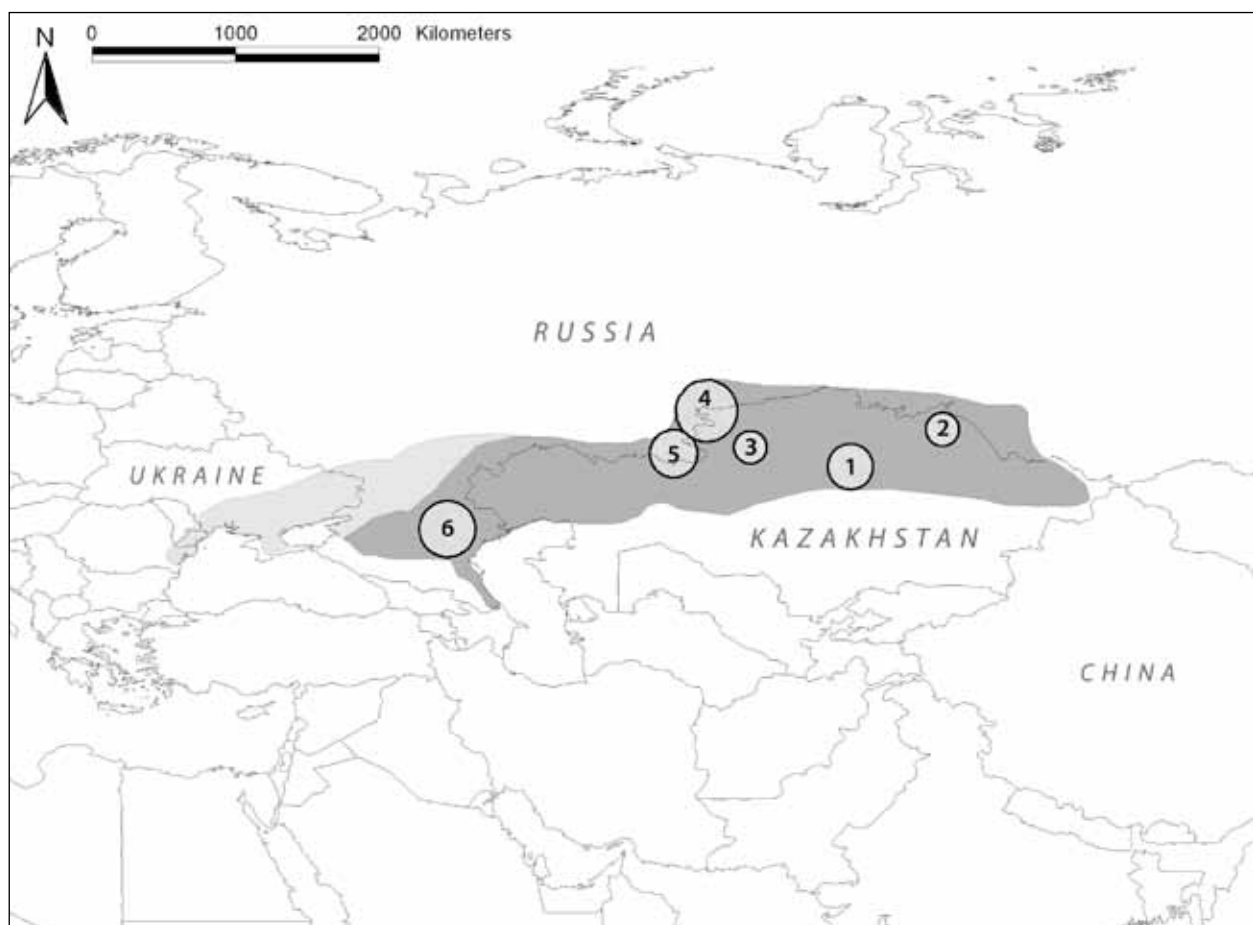 0 1000 2000 Kilometers
N
RUSSIA
4
2
5 3
1
UKRAINE
6
KAZAKHSTAN
CHINA